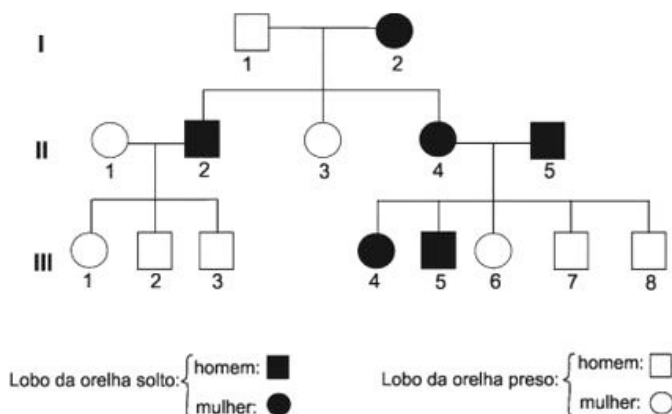 I
1 2
II
1 2 3 4 5
III
1 2 3 4 5 6 7 8
Lobo da orelha solto: homem:
mulher:
Lobo da orelha preso: homem:
mulher: